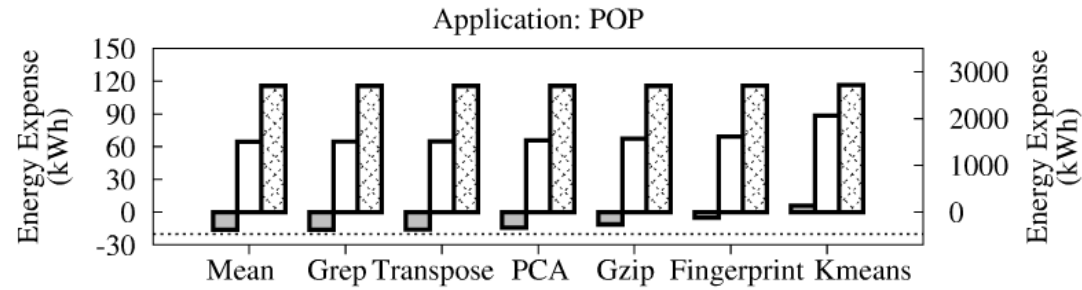 Application: POP
Energy Expense
(kWh)
150
120
90
60
30
0
-30
3000
2000
1000
0
Energy Expense
(kWh)
Mean Grep Transpose PCA Gzip Fingerprint Kmeans